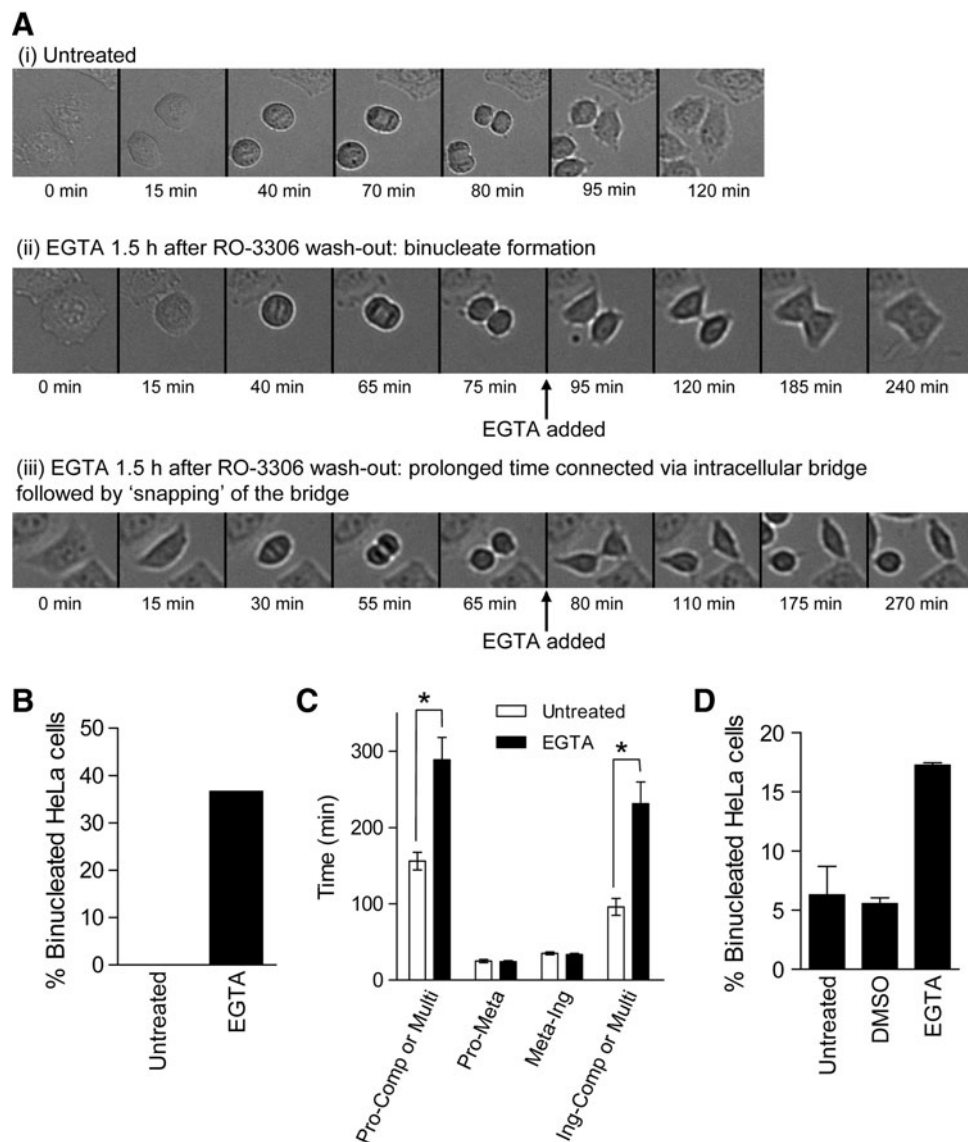 A
(i) Untreated
0 min 15 min 40 min 70 min 80 min 95 min 120 min
(ii) EGTA 1.5 h after RO-3306 wash-out: binucleate formation
0 min 15 min 40 min 65 min 75 min 95 min 120 min 185 min 240 min
EGTA added
(iii) EGTA 1.5 h after RO-3306 wash-out: prolonged time connected via intracellular bridge
followed by ‘snapping’ of the bridge
0 min 15 min 30 min 55 min 65 min 80 min 110 min 175 min 270 min
EGTA added
B
% Binucleated HeLa cells
50
40
30
20
10
0
Untreated
EGTA
C
Time (min)
300
200
100
0
*
*
Untreated
EGTA
Pro-Comp or Multi
Pro-Meta
Meta-Ing
Ing-Comp or Multi
D
% Binucleated HeLa cells
20
15
10
5
0
Untreated
DMSO
EGTA